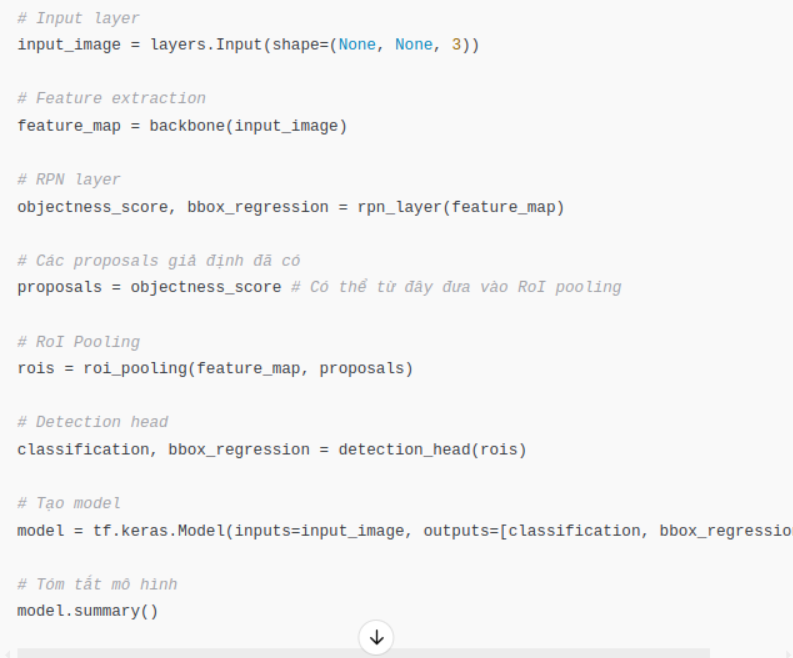 # Input layer
input_image = layers.Input(shape=(None, None, 3))
# Feature extraction
feature_map = backbone(input_image)
# RPN layer
objectness_score, bbox_regression = rpn_layer(feature_map)
# Các proposals giả định đã có
proposals = objectness_score # Có thể từ đây đưa vào RoI pooling
# RoI Pooling
rois = roi_pooling(feature_map, proposals)
# Detection head
classification, bbox_regression = detection_head(rois)
# Tạo model
model = tf.keras.Model(inputs=input_image, outputs=[classification, bbox_regressio
# Tóm tắt mô hình
model.summary()